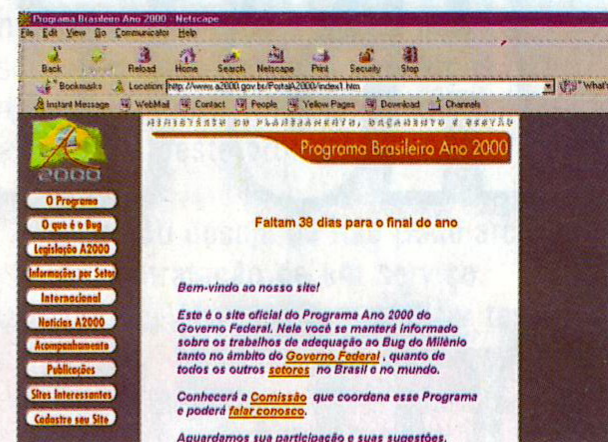 Programa Brasileiro Ano 2000 - Netscape
File Edit View Go Communicator Help
Back Reload Home Search Netscape Print Security Stop
Bookmarks Location http://www.a2000.gov.br/PortalA2000/index1.htm What's
Instant Message WebMail Contact People Yellow Pages Download Channels
MINISTÉRIO DO PLANEJAMENTO, ORÇAMENTO E GESTÃO
Programa Brasileiro Ano 2000
2000
O Programa
O que é o Bug
Legislação A2000
Informações por Setor
Internacional
Notícias A2000
Acompanhamento
Publicações
Sites Interessantes
Cadastre seu Site
Faltam 38 dias para o final do ano
Bem-vindo ao nosso site!
Este é o site oficial do Programa Ano 2000 do
Governo Federal. Nele você se manterá informado
sobre os trabalhos de adequação ao Bug do Milênio
tanto no âmbito do Governo Federal , quanto de
todos os outros setores no Brasil e no mundo.
Conhecerá a Comissão que coordena esse Programa
e poderá falar conosco.
Aguardamos sua participação e suas sugestões.